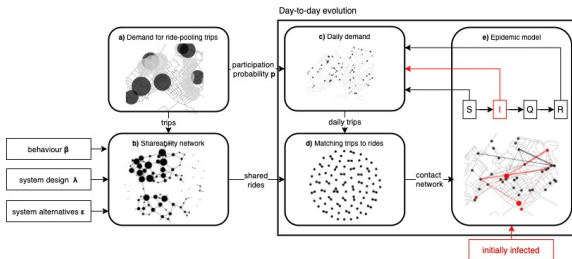 Day-to-day evolution
a) Demand for ride-pooling trips
participation
probability p
c) Daily demand
e) Epidemic model
S
I
Q
R
trips
daily trips
behaviour β
system design λ
system alternatives ε
b) Shareability network
shared
rides
d) Matching trips to rides
contact
network
initially infected